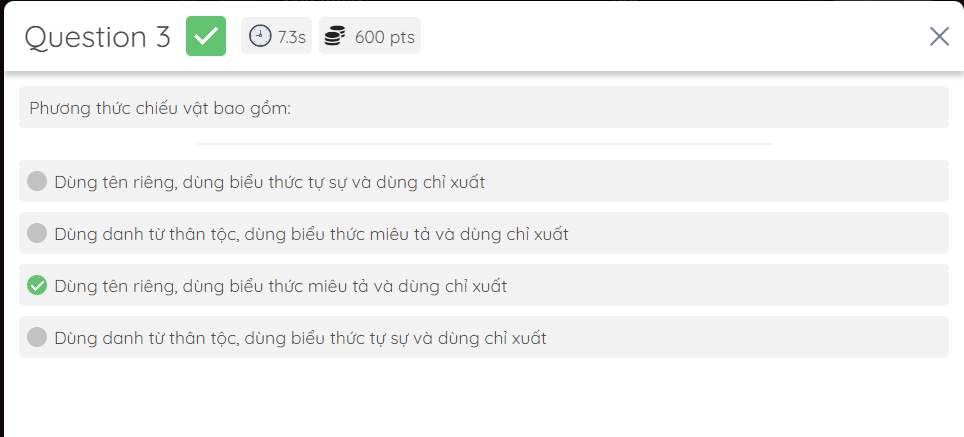 Question 3 7.3s 600 pts
Phương thức chiếu vật bao gồm:
Dùng tên riêng, dùng biểu thức tự sự và dùng chỉ xuất
Dùng danh từ thân tộc, dùng biểu thức miêu tả và dùng chỉ xuất
Dùng tên riêng, dùng biểu thức miêu tả và dùng chỉ xuất
Dùng danh từ thân tộc, dùng biểu thức tự sự và dùng chỉ xuất